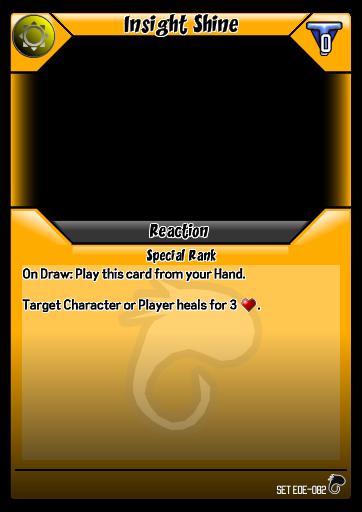 Insight Shine
0
Reaction
Special Rank
On Draw: Play this card from your Hand.
Target Character or Player heals for 3 .
SET EOE-082